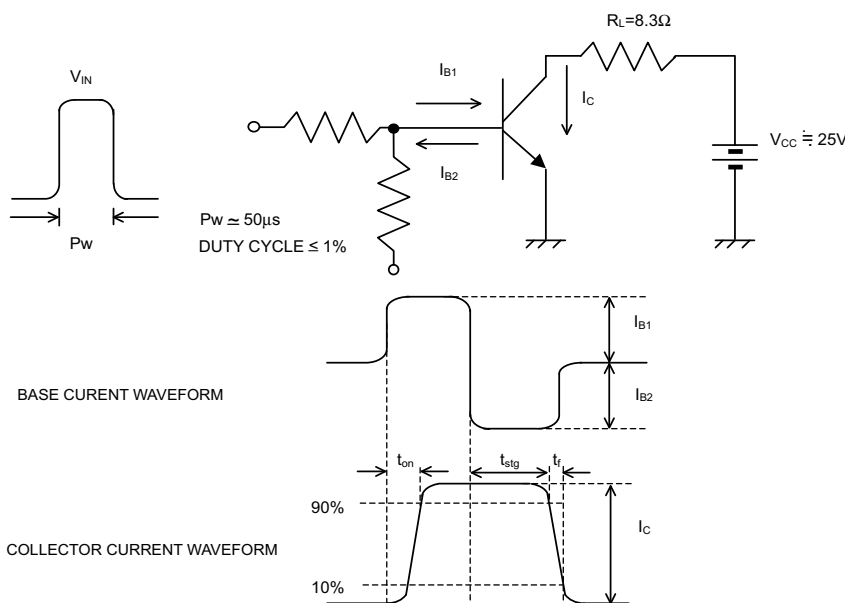 RL=8.3Ω
VIN
IB1
IC
VCC ≒ 25V
IB2
Pw ≃ 50μs
Pw
DUTY CYCLE ≤ 1%
IB1
BASE CURENT WAVEFORM
IB2
ton
tstg
tf
90%
IC
COLLECTOR CURRENT WAVEFORM
10%